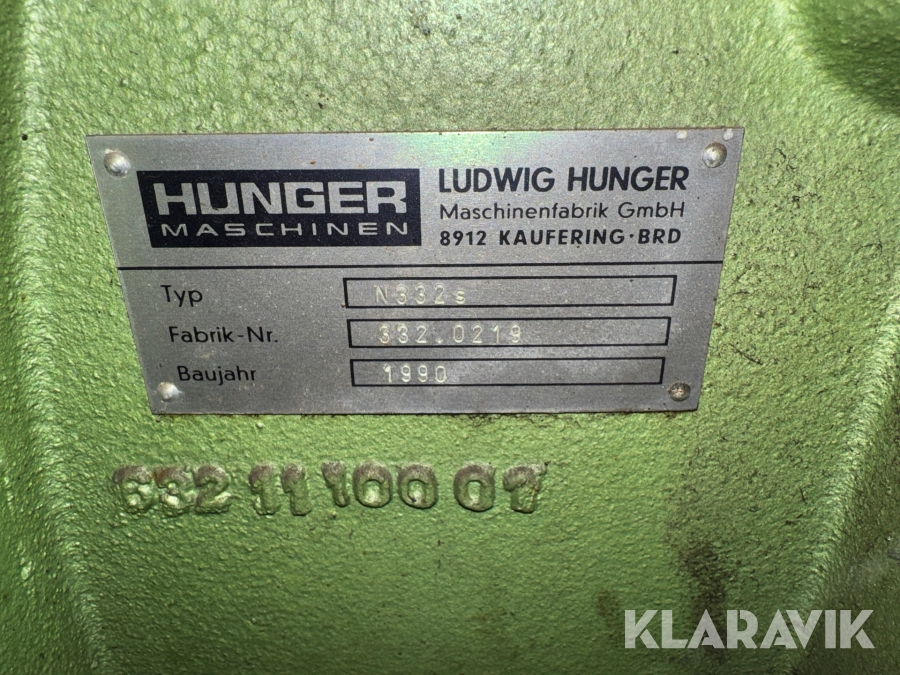 HUNGER
MASCHINEN
LUDWIG HUNGER
Maschinenfabrik GmbH
8912 KAUFERING·BRD
Typ N332s
Fabrik-Nr. 332.0219
Baujahr 1990
632 11 100 01
KLARAVIK